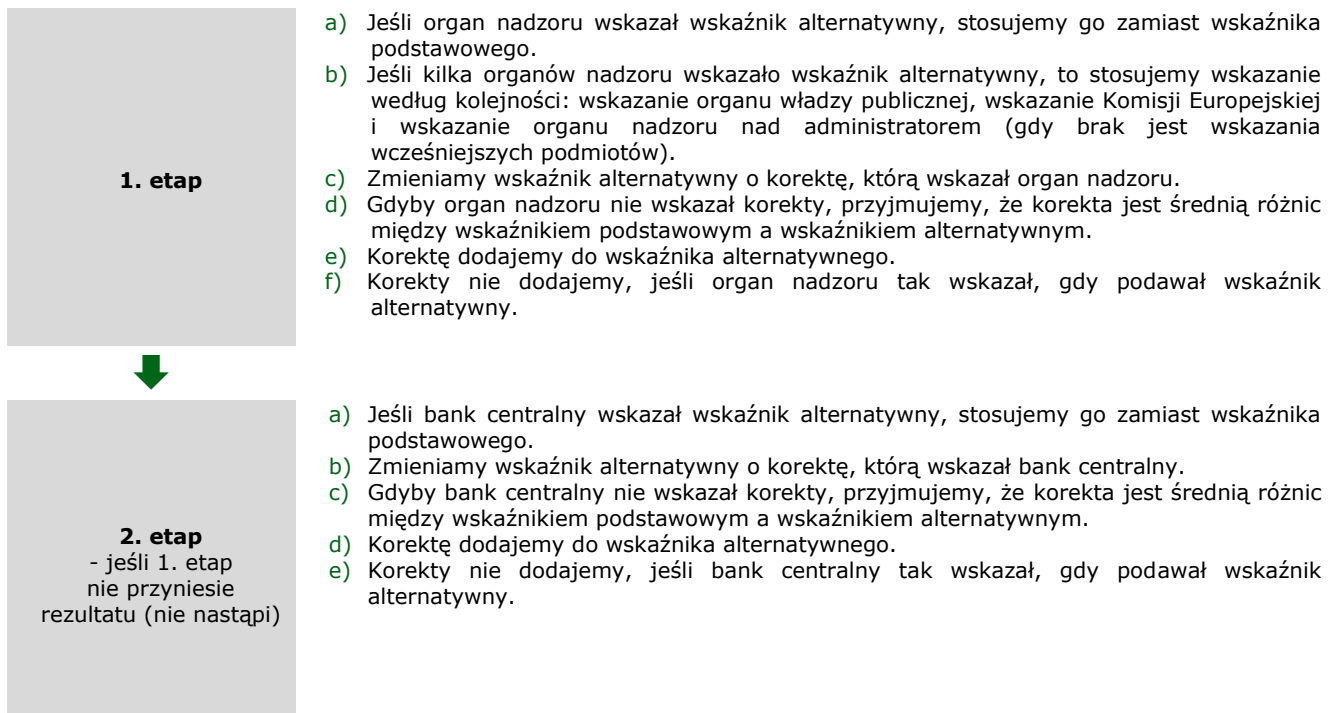 a) Jeśli organ nadzoru wskazał wskaźnik alternatywny, stosujemy go zamiast wskaźnika
podstawowego.
b) Jeśli kilka organów nadzoru wskazało wskaźnik alternatywny, to stosujemy wskazanie
według kolejności: wskazanie organu władzy publicznej, wskazanie Komisji Europejskiej
i wskazanie organu nadzoru nad administratorem (gdy brak jest wskazania
wcześniejszych podmiotów).
1. etap
c) Zmieniamy wskaźnik alternatywny o korektę, którą wskazał organ nadzoru.
d) Gdyby organ nadzoru nie wskazał korekty, przyjmujemy, że korekta jest średnią różnic
między wskaźnikiem podstawowym a wskaźnikiem alternatywnym.
e) Korektę dodajemy do wskaźnika alternatywnego.
f) Korekty nie dodajemy, jeśli organ nadzoru tak wskazał, gdy podawał wskaźnik
alternatywny.
a) Jeśli bank centralny wskazał wskaźnik alternatywny, stosujemy go zamiast wskaźnika
podstawowego.
b) Zmieniamy wskaźnik alternatywny o korektę, którą wskazał bank centralny.
c) Gdyby bank centralny nie wskazał korekty, przyjmujemy, że korekta jest średnią różnic
między wskaźnikiem podstawowym a wskaźnikiem alternatywnym.
d) Korektę dodajemy do wskaźnika alternatywnego.
e) Korekty nie dodajemy, jeśli bank centralny tak wskazał, gdy podawał wskaźnik
alternatywny.
2. etap
- jeśli 1. etap
nie przyniesie
rezultatu (nie nastąpi)